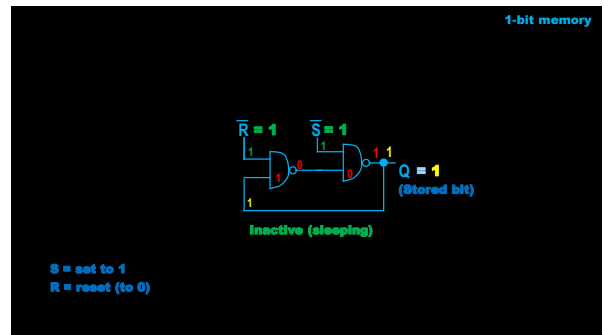 1-bit memory
R̅ = 1
S̅ = 1
1
1
1
1
0
1
0
Q = 1
(Stored bit)
1
Inactive (sleeping)
S = set to 1
R = reset (to 0)